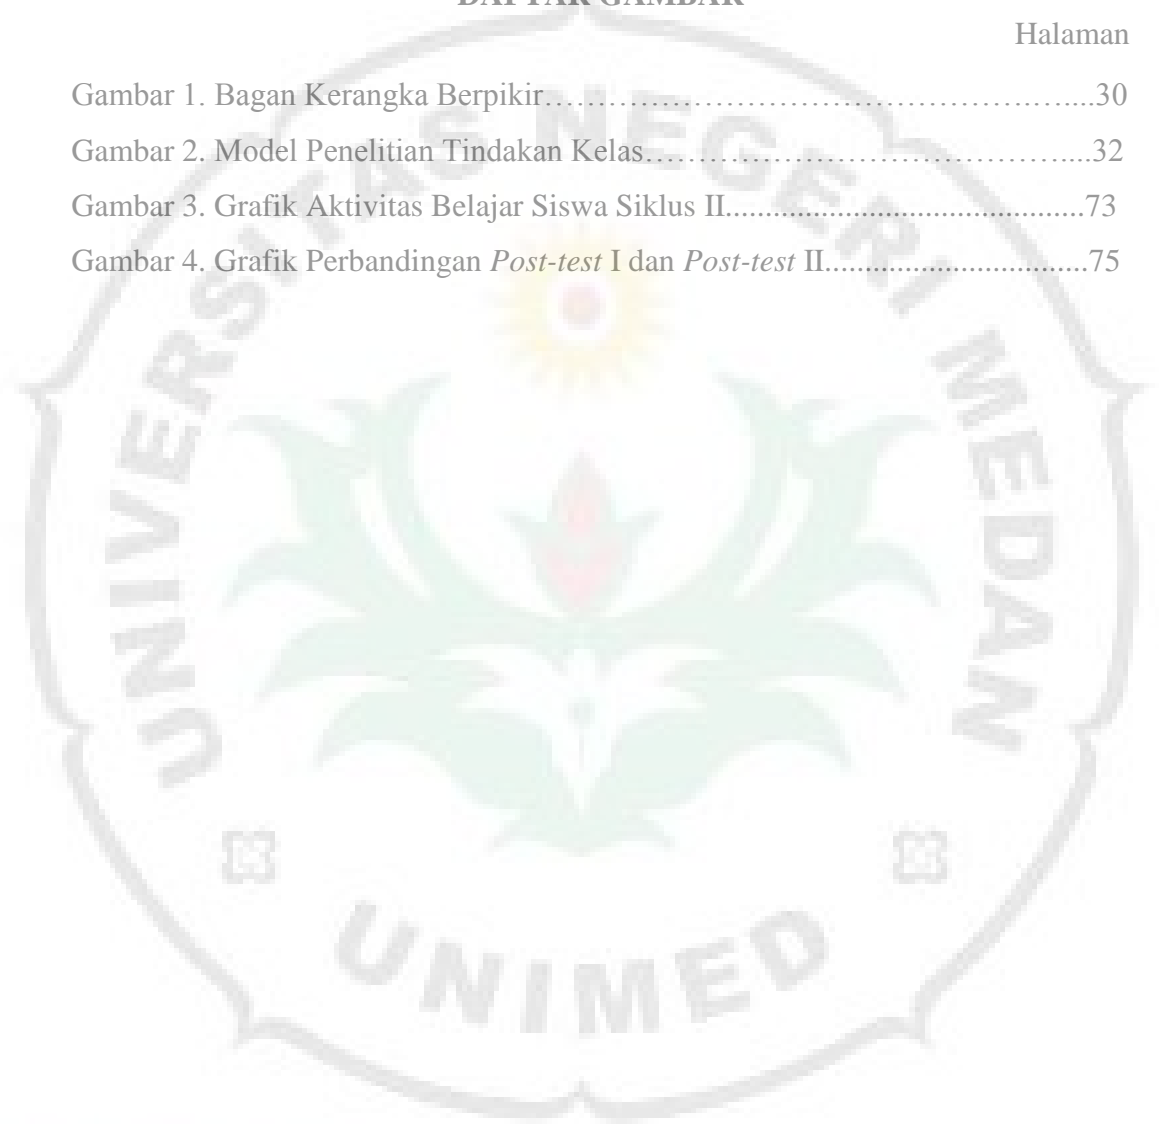 DAFTAR GAMBAR
Halaman
Gambar 1. Bagan Kerangka Berpikir……………………………………………....30
Gambar 2. Model Penelitian Tindakan Kelas……………………………………....32
Gambar 3. Grafik Aktivitas Belajar Siswa Siklus II.............................................73
Gambar 4. Grafik Perbandingan Post-test I dan Post-test II.................................75
UNIVERSITAS NEGERI MEDAN
UNIMED